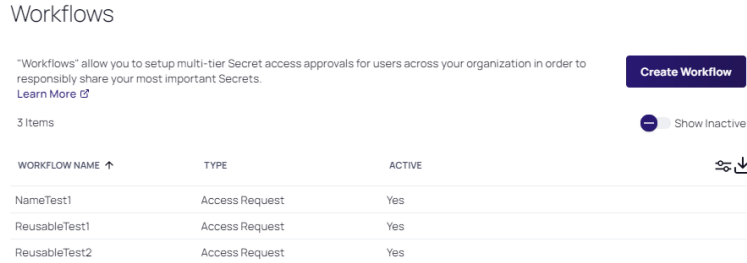 Workflows
"Workflows" allow you to setup multi-tier Secret access approvals for users across your organization in order to
responsibly share your most important Secrets.
Learn More
Create Workflow
3 Items
Show Inactive
WORKFLOW NAME TYPE ACTIVE
NameTest1 Access Request Yes
ReusableTest1 Access Request Yes
ReusableTest2 Access Request Yes